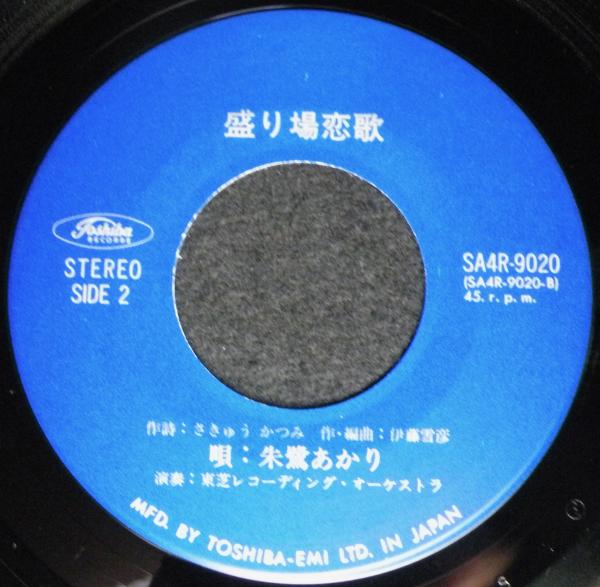 盛り場恋歌
Toshiba
RECORDS
STEREO
SIDE 2
SA4R-9020
(SA4R-9020-B)
45. r. p. m.
作詩：さきゅう かつみ 作・編曲：伊藤雪彦
唄：朱鷺あかり
演奏：東芝レコーディング・オーケストラ
MFD. BY TOSHIBA-EMI LTD. IN JAPAN